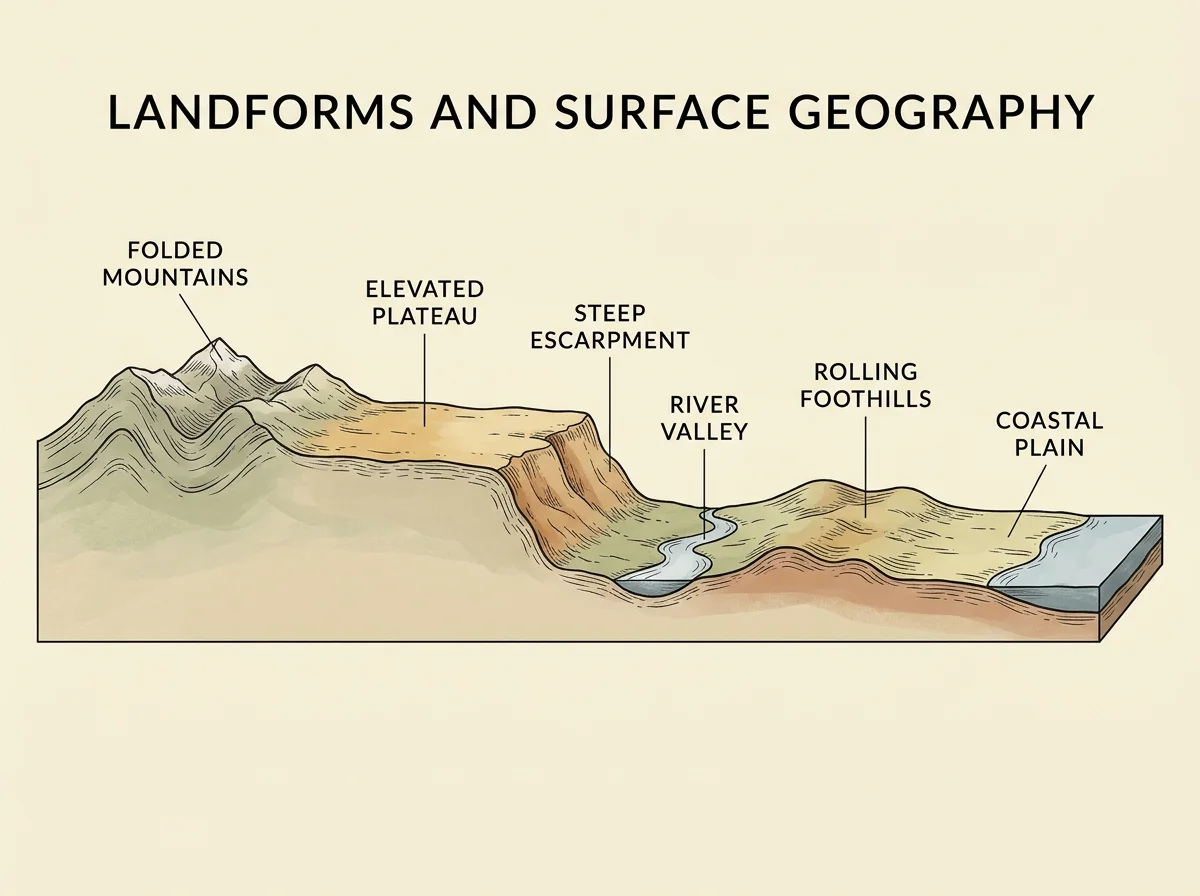 LANDFORMS AND SURFACE GEOGRAPHY
FOLDED
MOUNTAINS
ELEVATED
PLATEAU
STEEP
ESCARPMENT
RIVER
VALLEY
ROLLING
FOOTHILLS
COASTAL
PLAIN